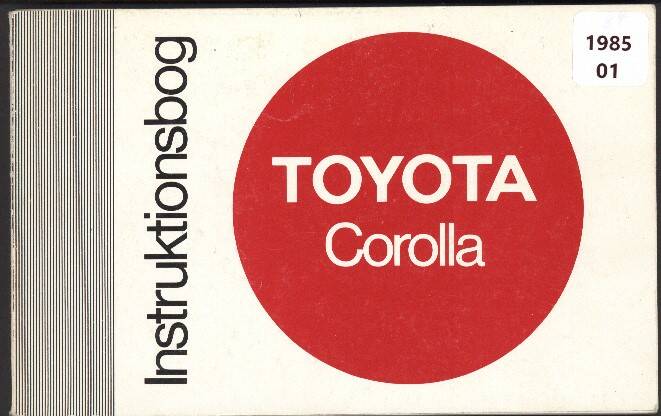 Instruktionsbog
TOYOTA
Corolla
1985
01